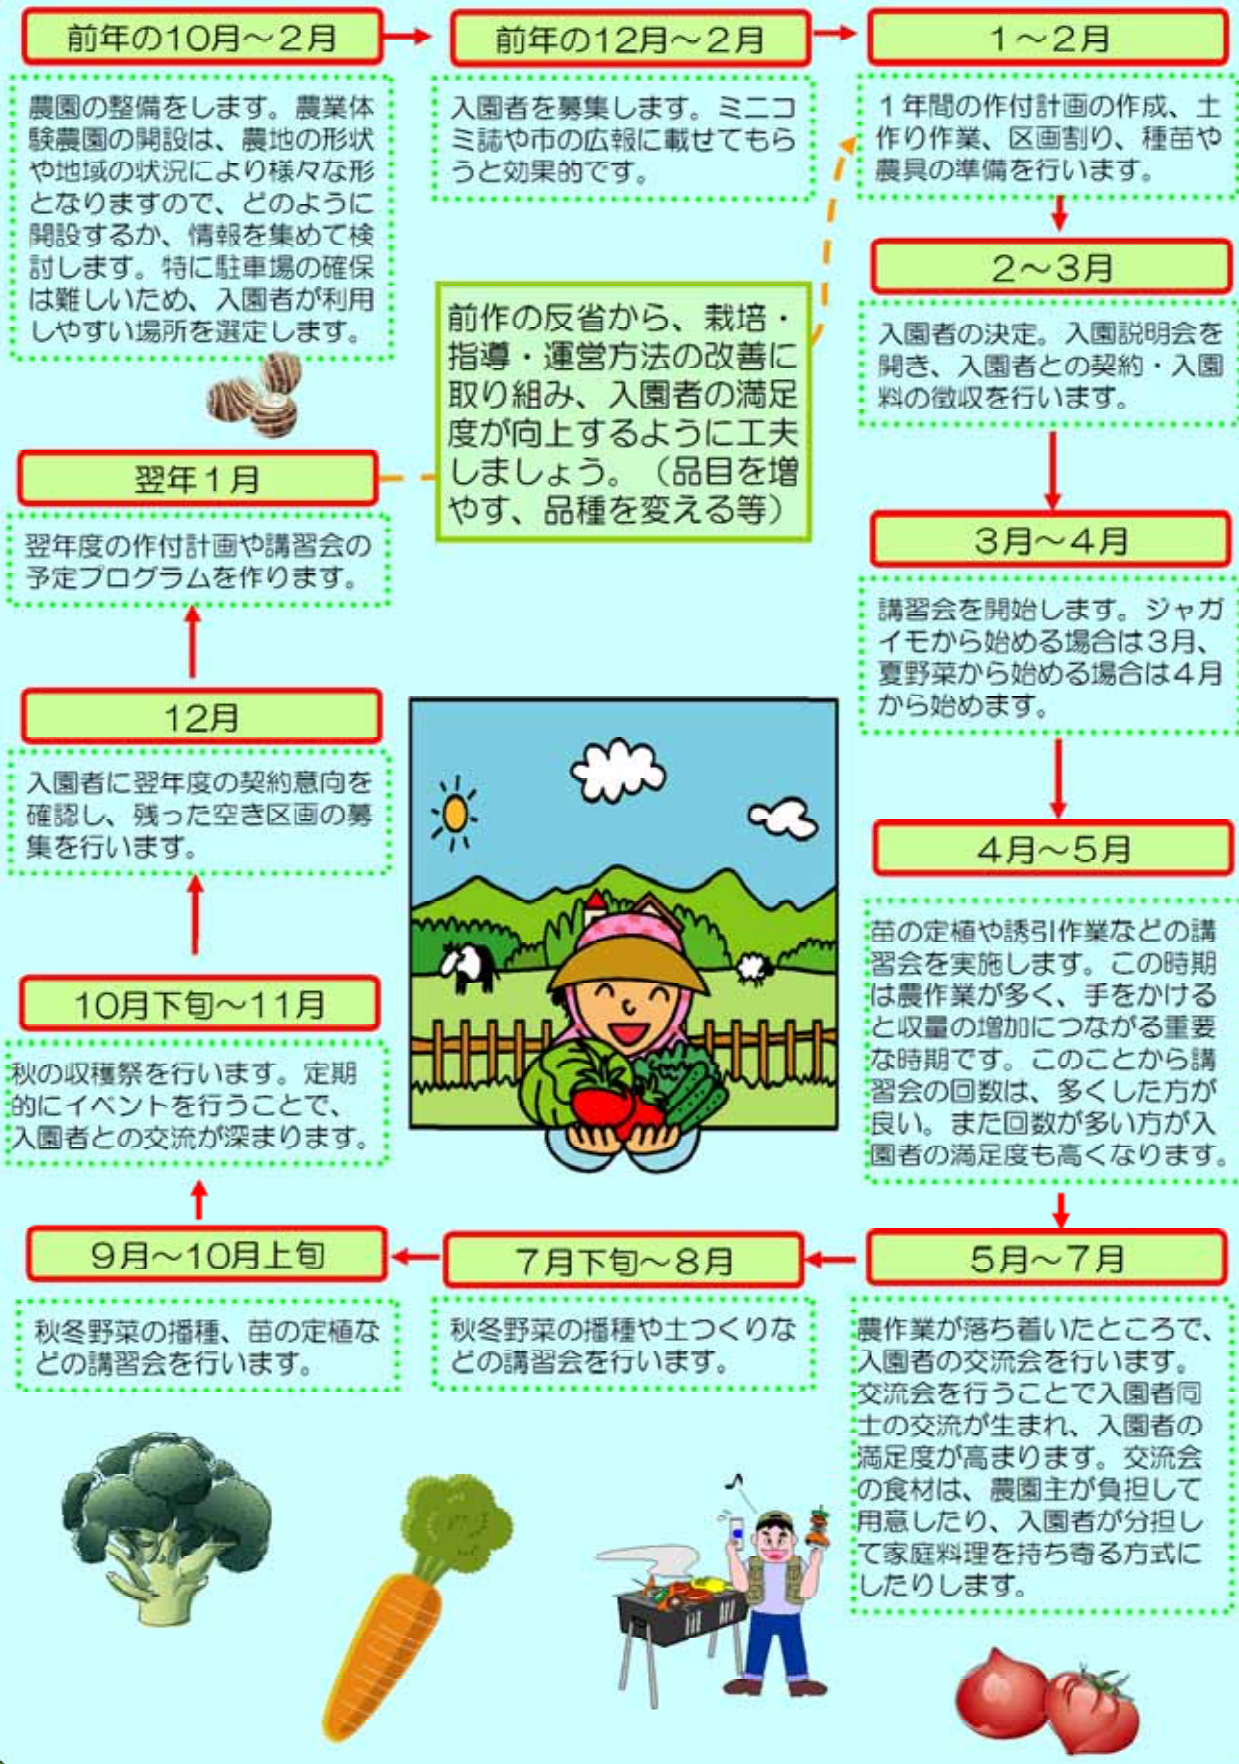 前年の10月～2月
農園の整備をします。農業体
験農園の開設は、農地の形状
や地域の状況により様々な形
となりますので、どのように
開設するか、情報を集めて検
討します。特に駐車場の確保
は難しいため、入園者が利用
しやすい場所を選定します。
前年の12月～2月
入園者を募集します。ミニコ
ミ誌や市の広報に載せてもら
うと効果的です。
1～2月
1年間の作付計画の作成、土
作り作業、区画割り、種苗や
農具の準備を行います。
2～3月
入園者の決定。入園説明会を
開き、入園者との契約・入園
料の徴収を行います。
3月～4月
講習会を開始します。ジャガ
イモから始める場合は3月、
夏野菜から始める場合は4月
から始めます。
4月～5月
苗の定植や誘引作業などの講
習会を実施します。この時期
は農作業が多く、手をかける
と収量の増加につながる重要
な時期です。このことから講
習会の回数は、多くした方が
良い。また回数が多い方が入
園者の満足度も高くなります。
5月～7月
農作業が落ち着いたところで、
入園者の交流会を行います。
交流会を行うことで入園者同
士の交流が生まれ、入園者の
満足度が高まります。交流会
の食材は、農園主が負担して
用意したり、入園者が分担し
て家庭料理を持ち寄る方式に
したりします。
7月下旬～8月
秋冬野菜の播種や土つくりな
どの講習会を行います。
9月～10月上旬
秋冬野菜の播種、苗の定植な
どの講習会を行います。
10月下旬～11月
秋の収穫祭を行います。定期
的にイベントを行うことで、
入園者との交流が深まります。
12月
入園者に翌年度の契約意向を
確認し、残った空き区画の募
集を行います。
翌年1月
翌年度の作付計画や講習会の
予定プログラムを作ります。
前作の反省から、栽培・
指導・運営方法の改善に
取り組み、入園者の満足
度が向上するように工夫
しましょう。（品目を増
やす、品種を変える等）